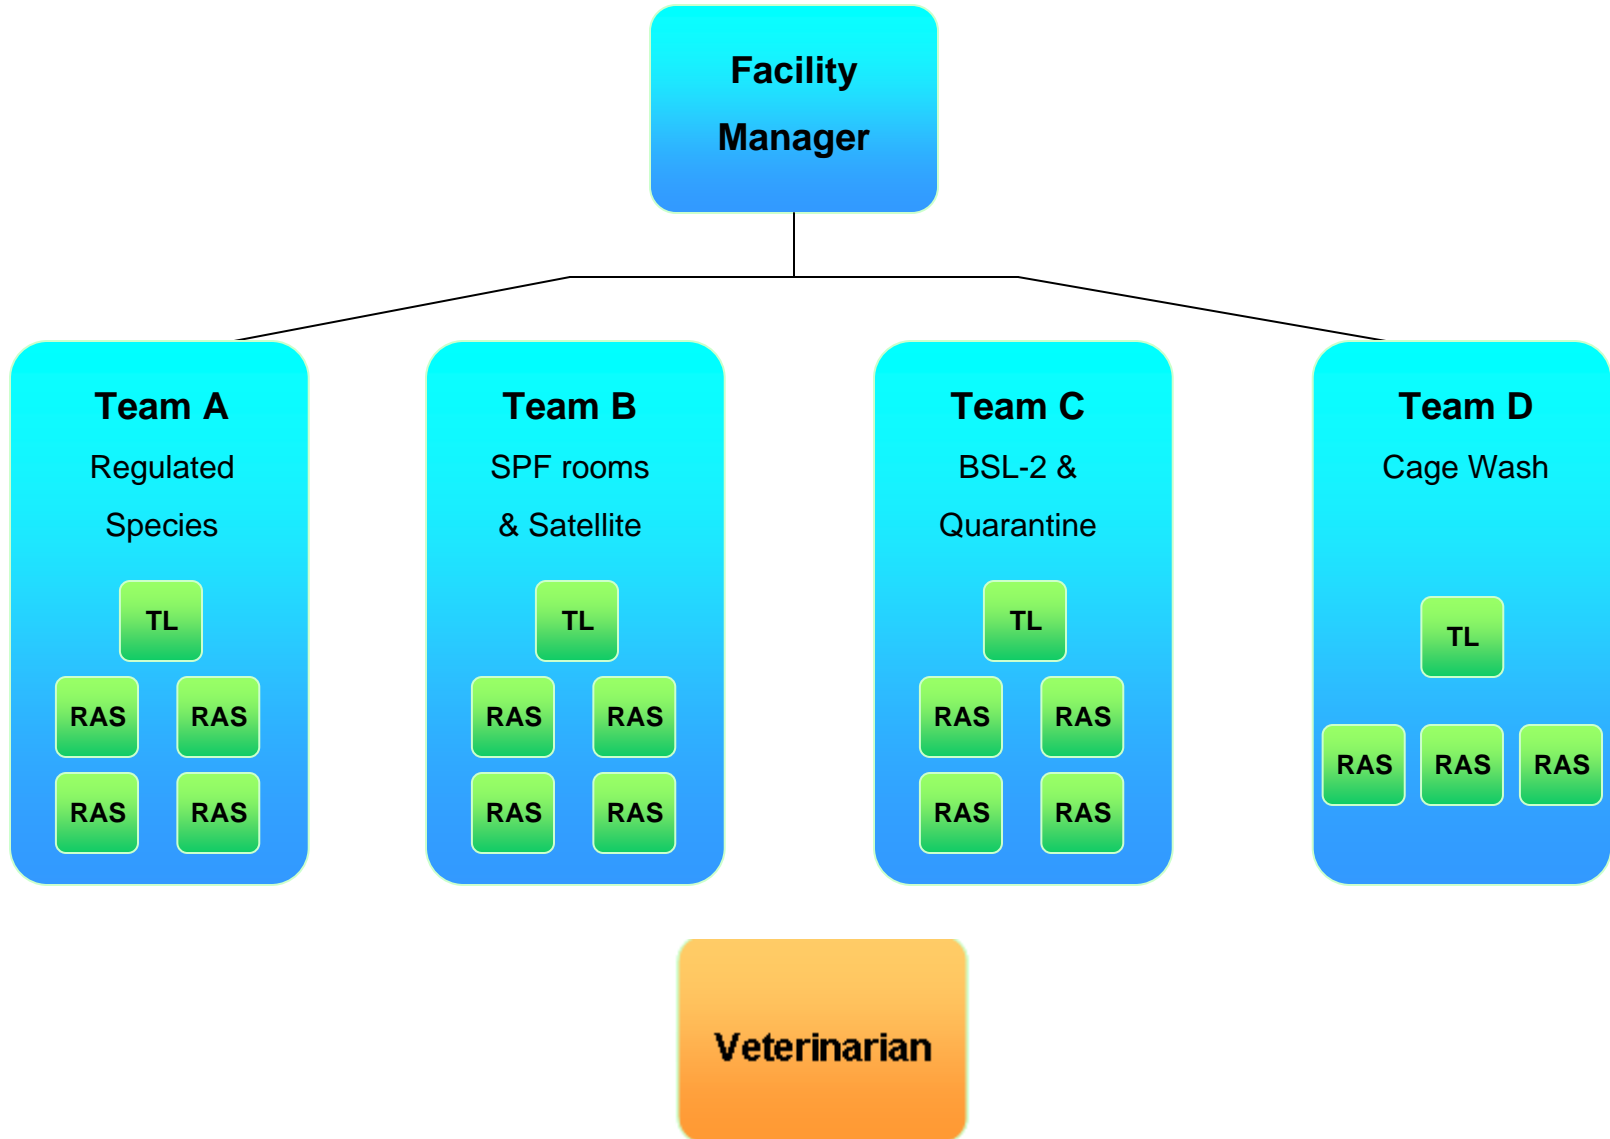 Facility
Manager
Team A
Regulated
Species
TL
RAS RAS
RAS RAS
Team B
SPF rooms
& Satellite
TL
RAS RAS
RAS RAS
Team C
BSL-2 &
Quarantine
TL
RAS RAS
RAS RAS
Team D
Cage Wash
TL
RAS RAS RAS
Veterinarian